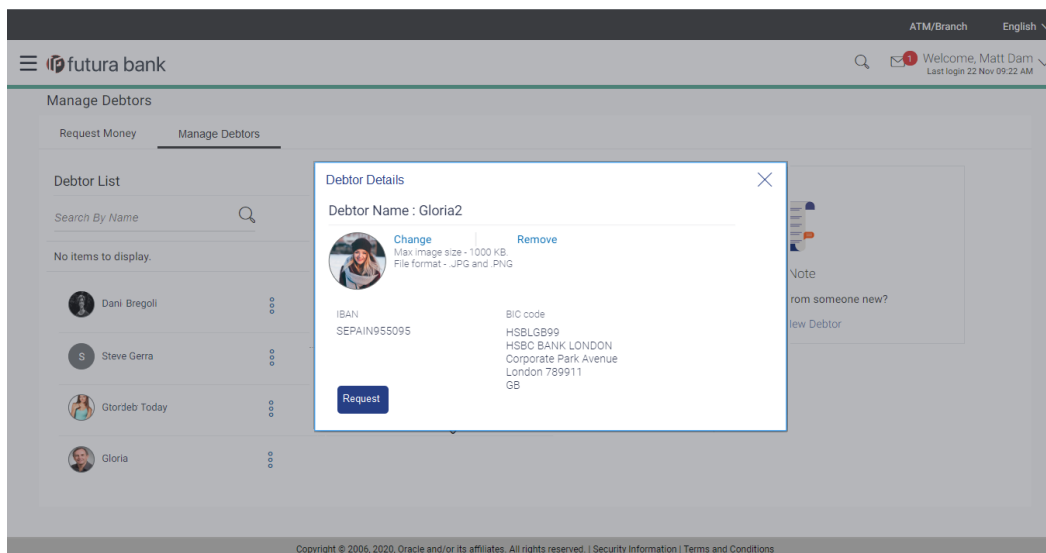 ATM/Branch English
futura bank
1
Welcome, Matt Dam
Last login 22 Nov 09:22 AM
Manage Debtors
Request Money Manage Debtors
Debtor List
Search By Name
No items to display.
Dani Bregoli
S Steve Gerra
Gtordeb Today
Gloria
Debtor Details
Debtor Name : Gloria2
Change Remove
Max image size - 1000 KB.
File format - .JPG and .PNG
IBAN
SEPAIN955095
BIC code
HSBLGB99
HSBC BANK LONDON
Corporate Park Avenue
London 789911
GB
Request
Note
rom someone new?
ew Debtor
Copyright © 2006, 2020, Oracle and/or its affiliates. All rights reserved. | Security Information | Terms and Conditions